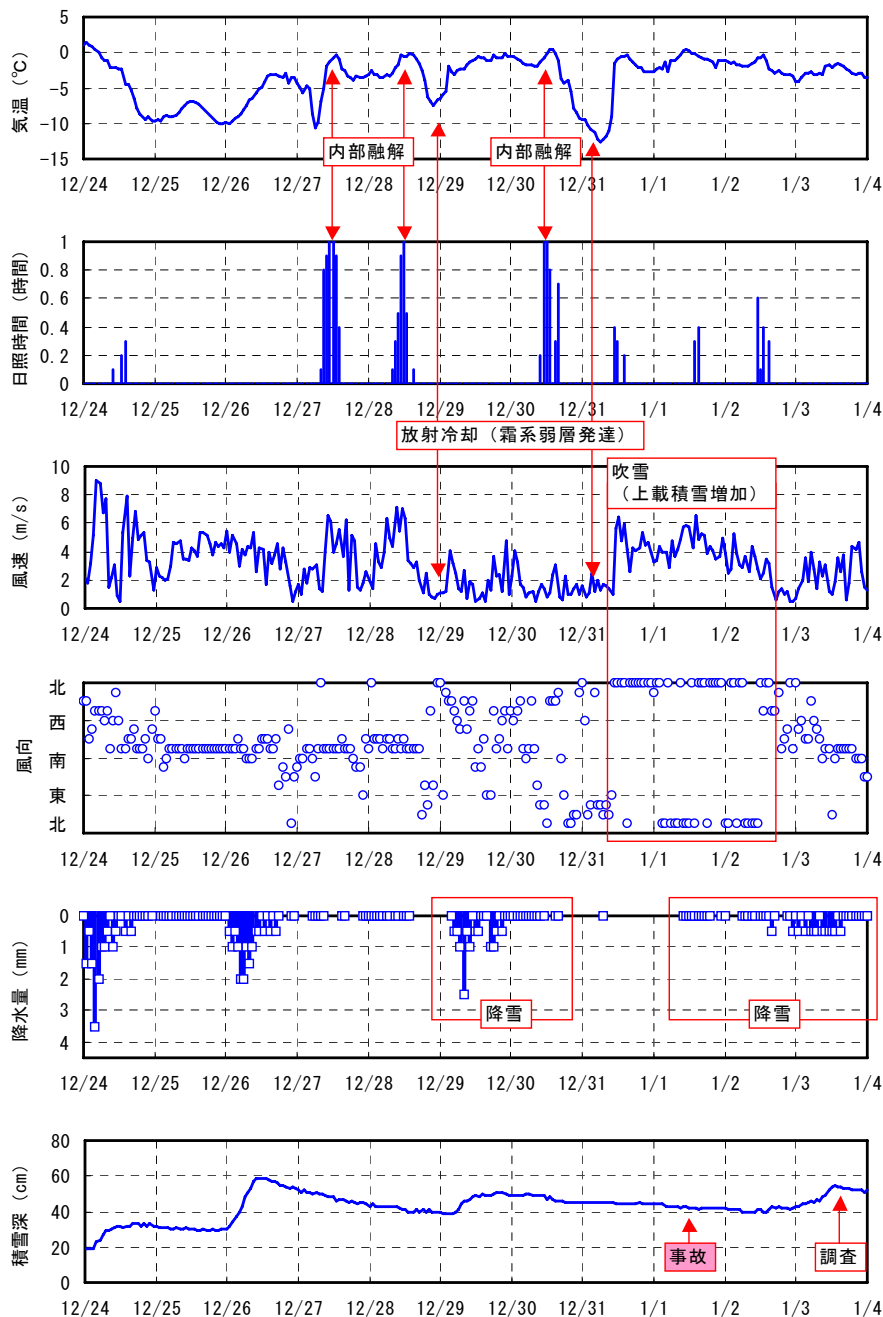 気温 (℃)
5
0
-5
-10
-15
内部融解
内部融解
12/24 12/25 12/26 12/27 12/28 12/29 12/30 12/31 1/1 1/2 1/3 1/4
日照時間 (時間)
1
0.8
0.6
0.4
0.2
0
12/24 12/25 12/26 12/27 12/28 12/29 12/30 12/31 1/1 1/2 1/3 1/4
放射冷却 (霜系弱層発達)
風速 (m/s)
10
8
6
4
2
0
吹雪
(上載積雪増加)
12/24 12/25 12/26 12/27 12/28 12/29 12/30 12/31 1/1 1/2 1/3 1/4
風向
北
西
南
東
北
12/24 12/25 12/26 12/27 12/28 12/29 12/30 12/31 1/1 1/2 1/3 1/4
降水量 (mm)
0
1
2
3
4
降雪
降雪
12/24 12/25 12/26 12/27 12/28 12/29 12/30 12/31 1/1 1/2 1/3 1/4
積雪深 (cm)
80
60
40
20
0
事故
調査
12/24 12/25 12/26 12/27 12/28 12/29 12/30 12/31 1/1 1/2 1/3 1/4